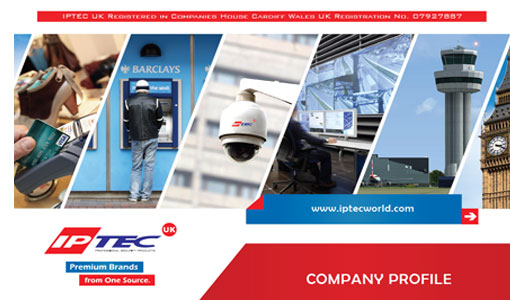 IPTEC UK Registered in Companies House Cardiff Wales UK Registration No. 07927887
BARCLAYS
IPTEC
www.iptecworld.com
IPTEC UK
PROFESSIONAL SECURITY PRODUCTS
Premium Brands
from One Source.
COMPANY PROFILE